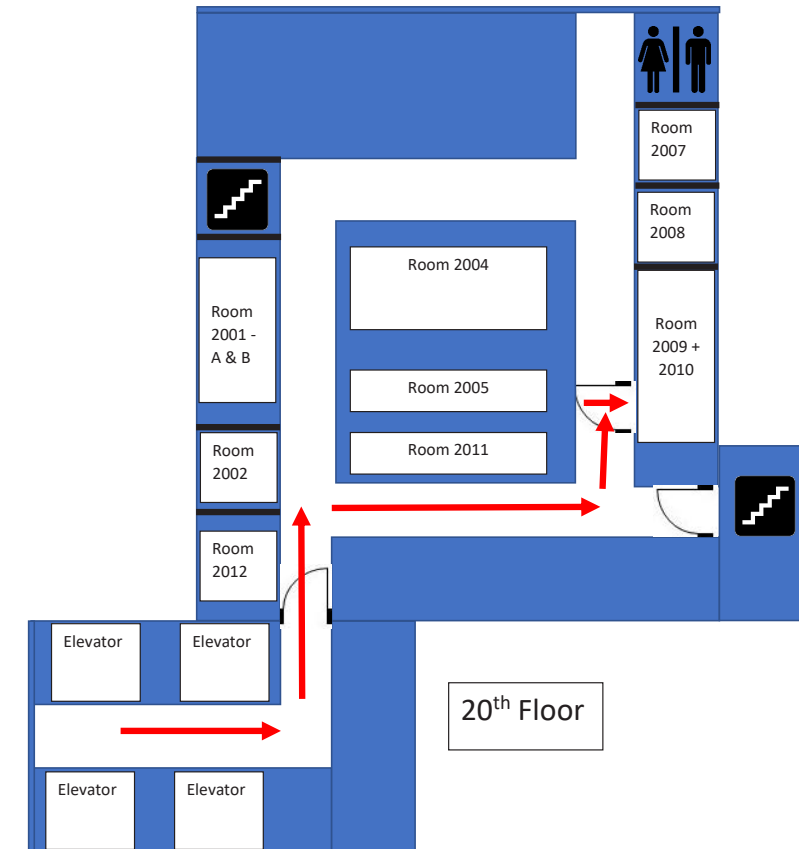 Room
2007
Room
2008
Room 2004
Room
2001 -
A & B
Room
2009 +
2010
Room 2005
Room 2011
Room
2002
Room
2012
Elevator
Elevator
20th Floor
Elevator
Elevator